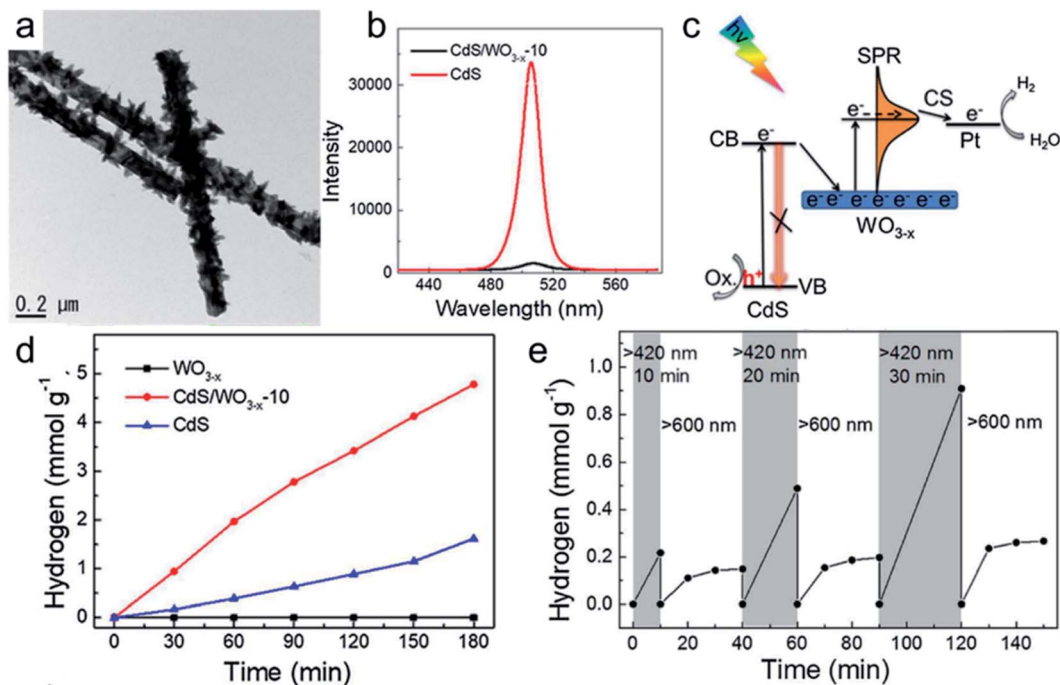 a
0.2 μm
b
CdS/WO₃₋ₓ-10
CdS
Intensity
30000
20000
10000
0
440 480 520 560
Wavelength (nm)
c
hν
SPR
CS
e⁻
e⁻
Pt
H₂
H₂O
CB
e⁻
e⁻ e⁻ e⁻ e⁻ e⁻ e⁻ e⁻
WO₃₋ₓ
Ox.
h⁺
VB
CdS
d
WO₃₋ₓ
CdS/WO₃₋ₓ-10
CdS
Hydrogen (mmol g⁻¹)
5
4
3
2
1
0
0 30 60 90 120 150 180
Time (min)
e
>420 nm
10 min
>600 nm
>420 nm
20 min
>600 nm
>420 nm
30 min
>600 nm
Hydrogen (mmol g⁻¹)
1.0
0.8
0.6
0.4
0.2
0.0
0 20 40 60 80 100 120 140
Time (min)